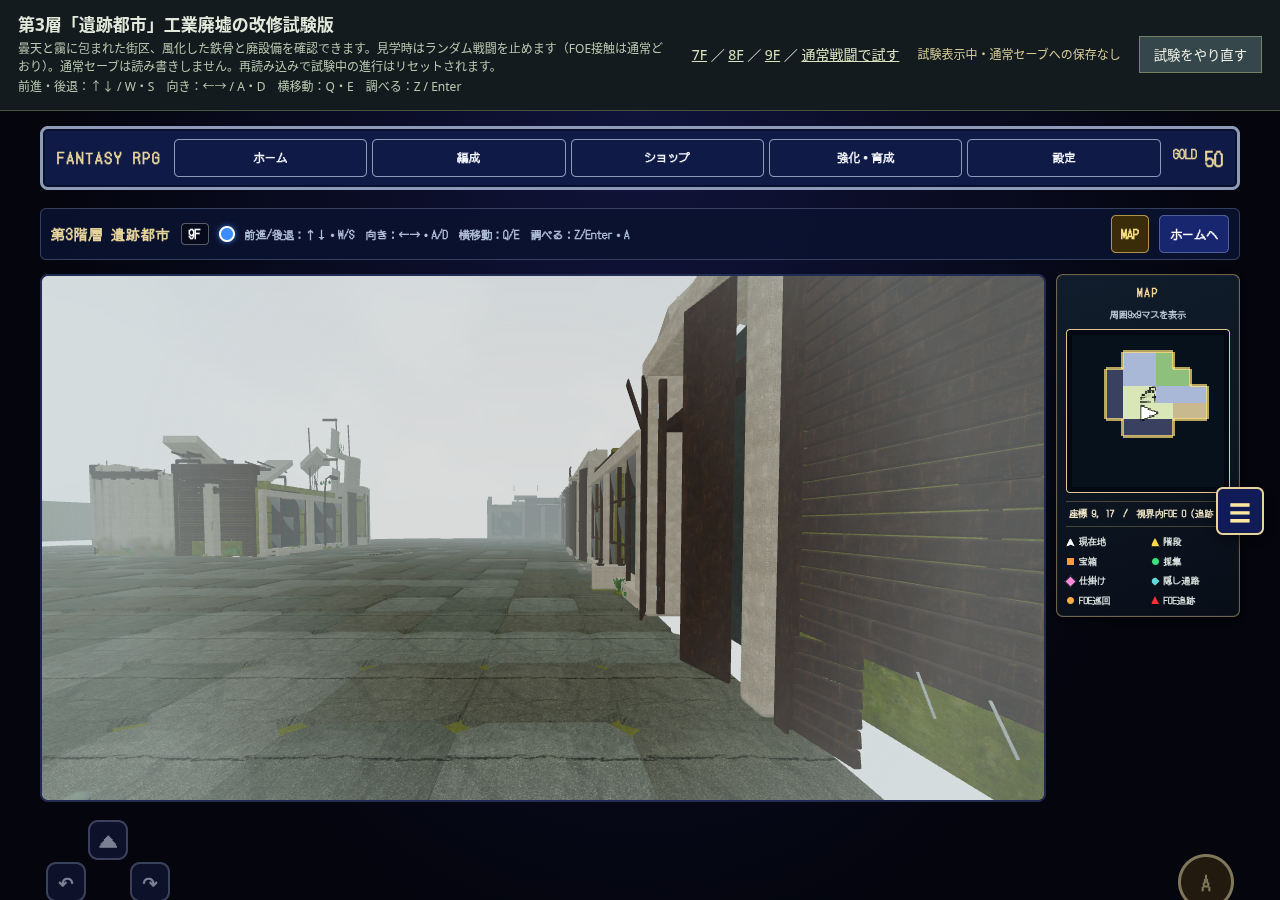 第3層「遺跡都市」工業廃墟の改修試験版
曇天と霧に包まれた街区、風化した鉄骨と廃設備を確認できます。見学時はランダム戦闘を止めます（FOE接触は通常ど
おり）。通常セーブは読み書きしません。再読み込みで試験中の進行はリセットされます。
前進・後退：↑ ↓ / W・S　向き：←→ / A・D　横移動：Q・E　調べる：Z / Enter
7F ／ 8F ／ 9F ／ 通常戦闘で試す
試験表示中・通常セーブへの保存なし
試験をやり直す
FANTASY RPG
ホーム
編成
ショップ
強化・育成
設定
GOLD 50
第3階層 遺跡都市
9F
前進/後退：↑↓・W/S　向き：←→・A/D　横移動：Q/E　調べる：Z/Enter・A
MAP
ホームへ
MAP
周囲9x9マスを表示
座標 9, 17 / 視界内FOE 0（追跡
現在地
階段
宝箱
採集
仕掛け
隠し通路
FOE巡回
FOE追跡
A